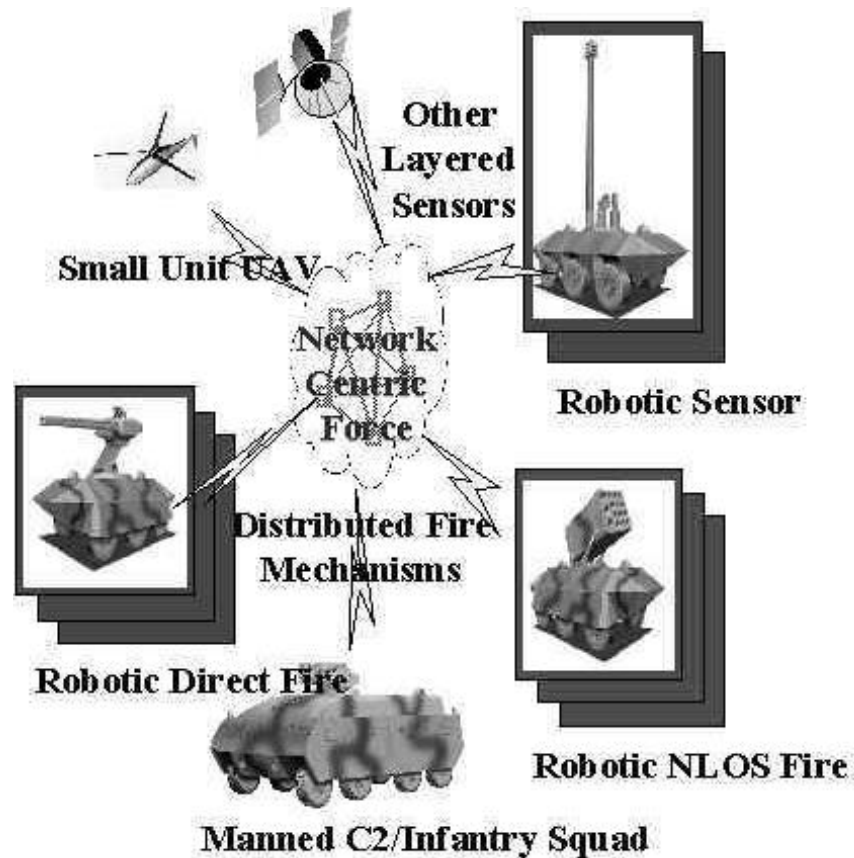 Other
Layered
Sensors
Small Unit UAV
Network
Centric
Force
Robotic Sensor
Distributed Fire
Mechanisms
Robotic Direct Fire
Robotic NLOS Fire
Manned C2/Infantry Squad